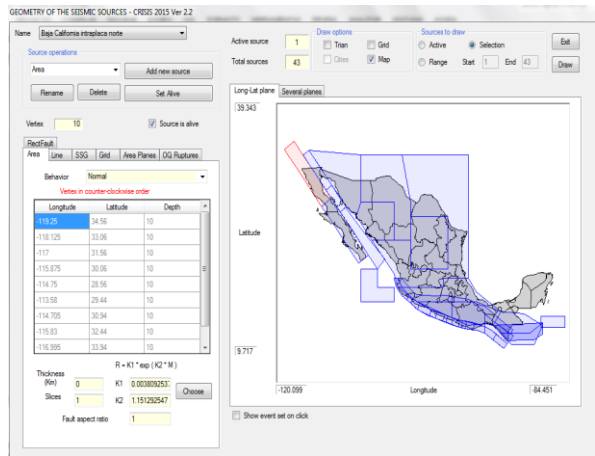 GEOMETRY OF THE SEISMIC SOURCES - CRISIS 2015 Ver 2.2
Name Baja California intraplaca norte
Source operations
Area Add new source
Rename Delete Set Alive
Vertex 10 Source is alive
RectFault
Area Line SSG Grid Area Planes OQ Ruptures
Behavior Normal
Vertex in counter-clockwise order
Longitude Latitude Depth
-119.25 34.56 10
-118.125 33.06 10
-117 31.56 10
-115.875 30.06 10
-114.75 28.56 10
-113.58 29.44 10
-114.705 30.94 10
-115.83 32.44 10
-116.995 33.94 10
R = K1 * exp ( K2 * M )
Thickness
(Km) 0 K1 0.0038092537 Choose
Slices 1 K2 1.151292547
Fault aspect ratio 1
Active source 1
Total sources 43
Draw options
Trian Grid
Cities Map
Sources to draw
Active Selection
Range Start 1 End 43
Exit
Draw
Long-Lat plane Several planes
39.343
Latitude
9.717
-120.099 Longitude -84.451
Show event set on click